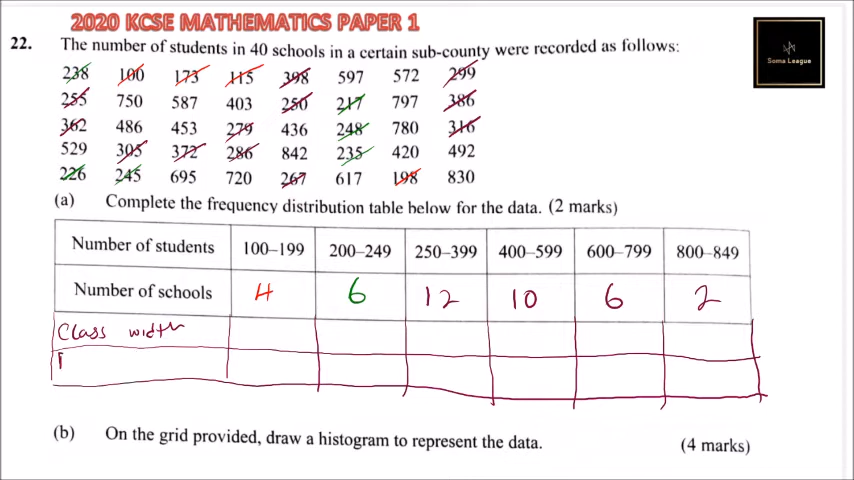 2020 KCSE MATHEMATICS PAPER 1
22. The number of students in 40 schools in a certain sub-county were recorded as follows:
Soma League
238 100 173 115 398 597 572 299
255 750 587 403 250 217 797 386
362 486 453 279 436 248 780 316
529 305 372 286 842 235 420 492
226 245 695 720 267 617 198 830
(a) Complete the frequency distribution table below for the data. (2 marks)
Number of students 100–199 200–249 250–399 400–599 600–799 800–849
Number of schools 4 6 12 10 6 2
Class width
(b) On the grid provided, draw a histogram to represent the data. (4 marks)